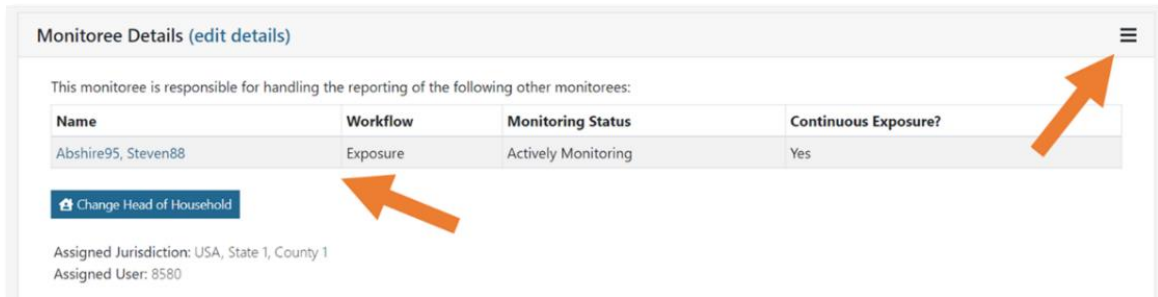 Monitoree Details (edit details)
This monitoree is responsible for handling the reporting of the following other monitorees:
Name Workflow Monitoring Status Continuous Exposure?
Abshire95, Steven88 Exposure Actively Monitoring Yes
Change Head of Household
Assigned Jurisdiction: USA, State 1, County 1
Assigned User: 8580